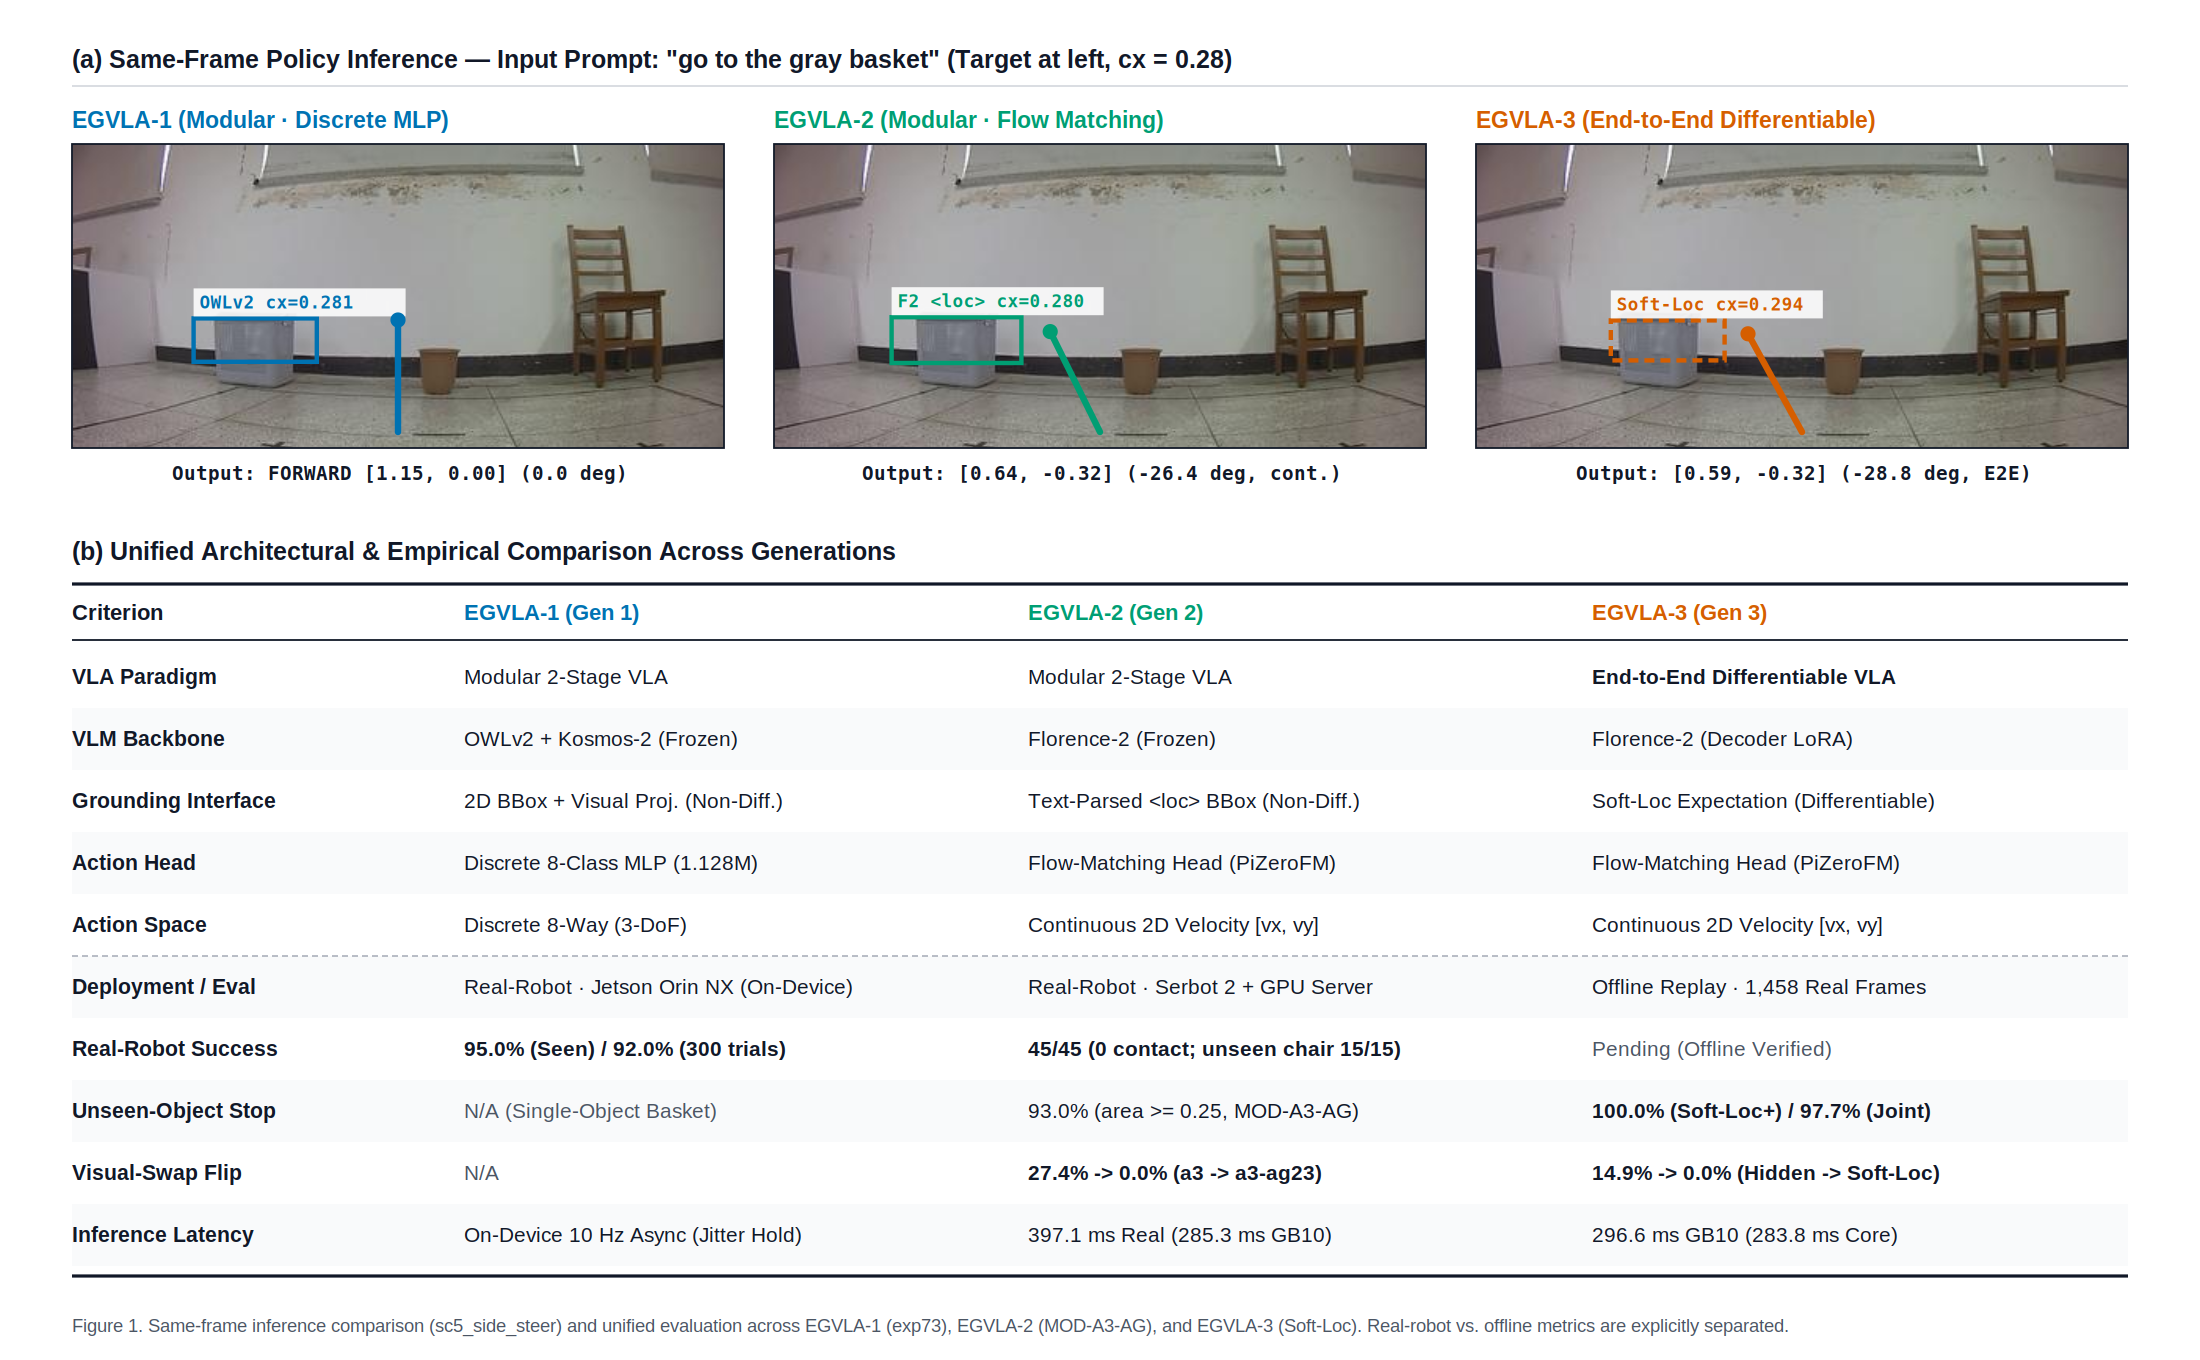 (a) Same-Frame Policy Inference — Input Prompt: "go to the gray basket" (Target at left, cx = 0.28)
EGVLA-1 (Modular · Discrete MLP)
OWLv2 cx=0.281
Output: FORWARD [1.15, 0.00] (0.0 deg)
EGVLA-2 (Modular · Flow Matching)
F2 <loc> cx=0.280
Output: [0.64, -0.32] (-26.4 deg, cont.)
EGVLA-3 (End-to-End Differentiable)
Soft-Loc cx=0.294
Output: [0.59, -0.32] (-28.8 deg, E2E)
(b) Unified Architectural & Empirical Comparison Across Generations
Criterion EGVLA-1 (Gen 1) EGVLA-2 (Gen 2) EGVLA-3 (Gen 3)
VLA Paradigm Modular 2-Stage VLA Modular 2-Stage VLA End-to-End Differentiable VLA
VLM Backbone OWLv2 + Kosmos-2 (Frozen) Florence-2 (Frozen) Florence-2 (Decoder LoRA)
Grounding Interface 2D BBox + Visual Proj. (Non-Diff.) Text-Parsed <loc> BBox (Non-Diff.) Soft-Loc Expectation (Differentiable)
Action Head Discrete 8-Class MLP (1.128M) Flow-Matching Head (PiZeroFM) Flow-Matching Head (PiZeroFM)
Action Space Discrete 8-Way (3-DoF) Continuous 2D Velocity [vx, vy] Continuous 2D Velocity [vx, vy]
Deployment / Eval Real-Robot · Jetson Orin NX (On-Device) Real-Robot · Serbot 2 + GPU Server Offline Replay · 1,458 Real Frames
Real-Robot Success 95.0% (Seen) / 92.0% (300 trials) 45/45 (0 contact; unseen chair 15/15) Pending (Offline Verified)
Unseen-Object Stop N/A (Single-Object Basket) 93.0% (area >= 0.25, MOD-A3-AG) 100.0% (Soft-Loc+) / 97.7% (Joint)
Visual-Swap Flip N/A 27.4% -> 0.0% (a3 -> a3-ag23) 14.9% -> 0.0% (Hidden -> Soft-Loc)
Inference Latency On-Device 10 Hz Async (Jitter Hold) 397.1 ms Real (285.3 ms GB10) 296.6 ms GB10 (283.8 ms Core)
Figure 1. Same-frame inference comparison (sc5_side_steer) and unified evaluation across EGVLA-1 (exp73), EGVLA-2 (MOD-A3-AG), and EGVLA-3 (Soft-Loc). Real-robot vs. offline metrics are explicitly separated.